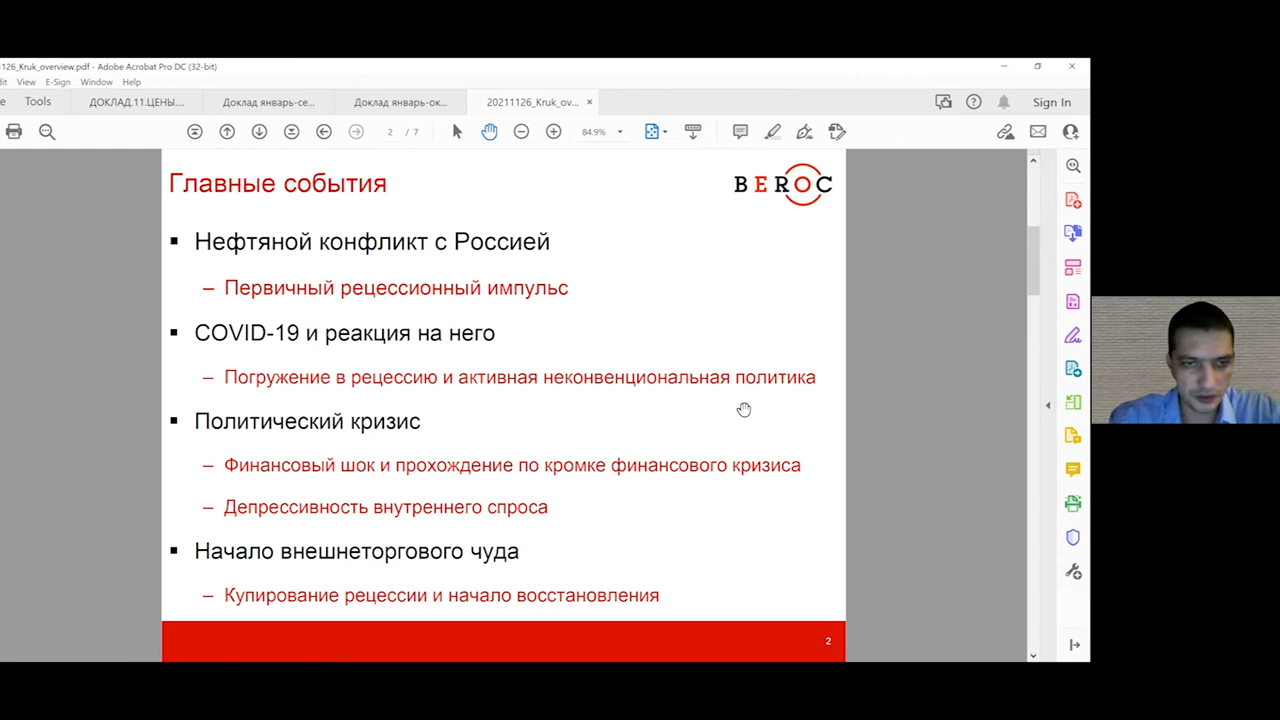 126_Kruk_overview.pdf - Adobe Acrobat Pro DC (32-bit)
View E-Sign Window Help
Tools ДОКЛАД.11.ЦЕНЫ.... Доклад январь-се... Доклад январь-ок... 20211126_Kruk_ov... × Sign In
2 / 7 84.9%
Главные события
BEROC
▪ Нефтяной конфликт с Россией
– Первичный рецессионный импульс
▪ COVID-19 и реакция на него
– Погружение в рецессию и активная неконвенциональная политика
▪ Политический кризис
– Финансовый шок и прохождение по кромке финансового кризиса
– Депрессивность внутреннего спроса
▪ Начало внешнеторгового чуда
– Купирование рецессии и начало восстановления
2